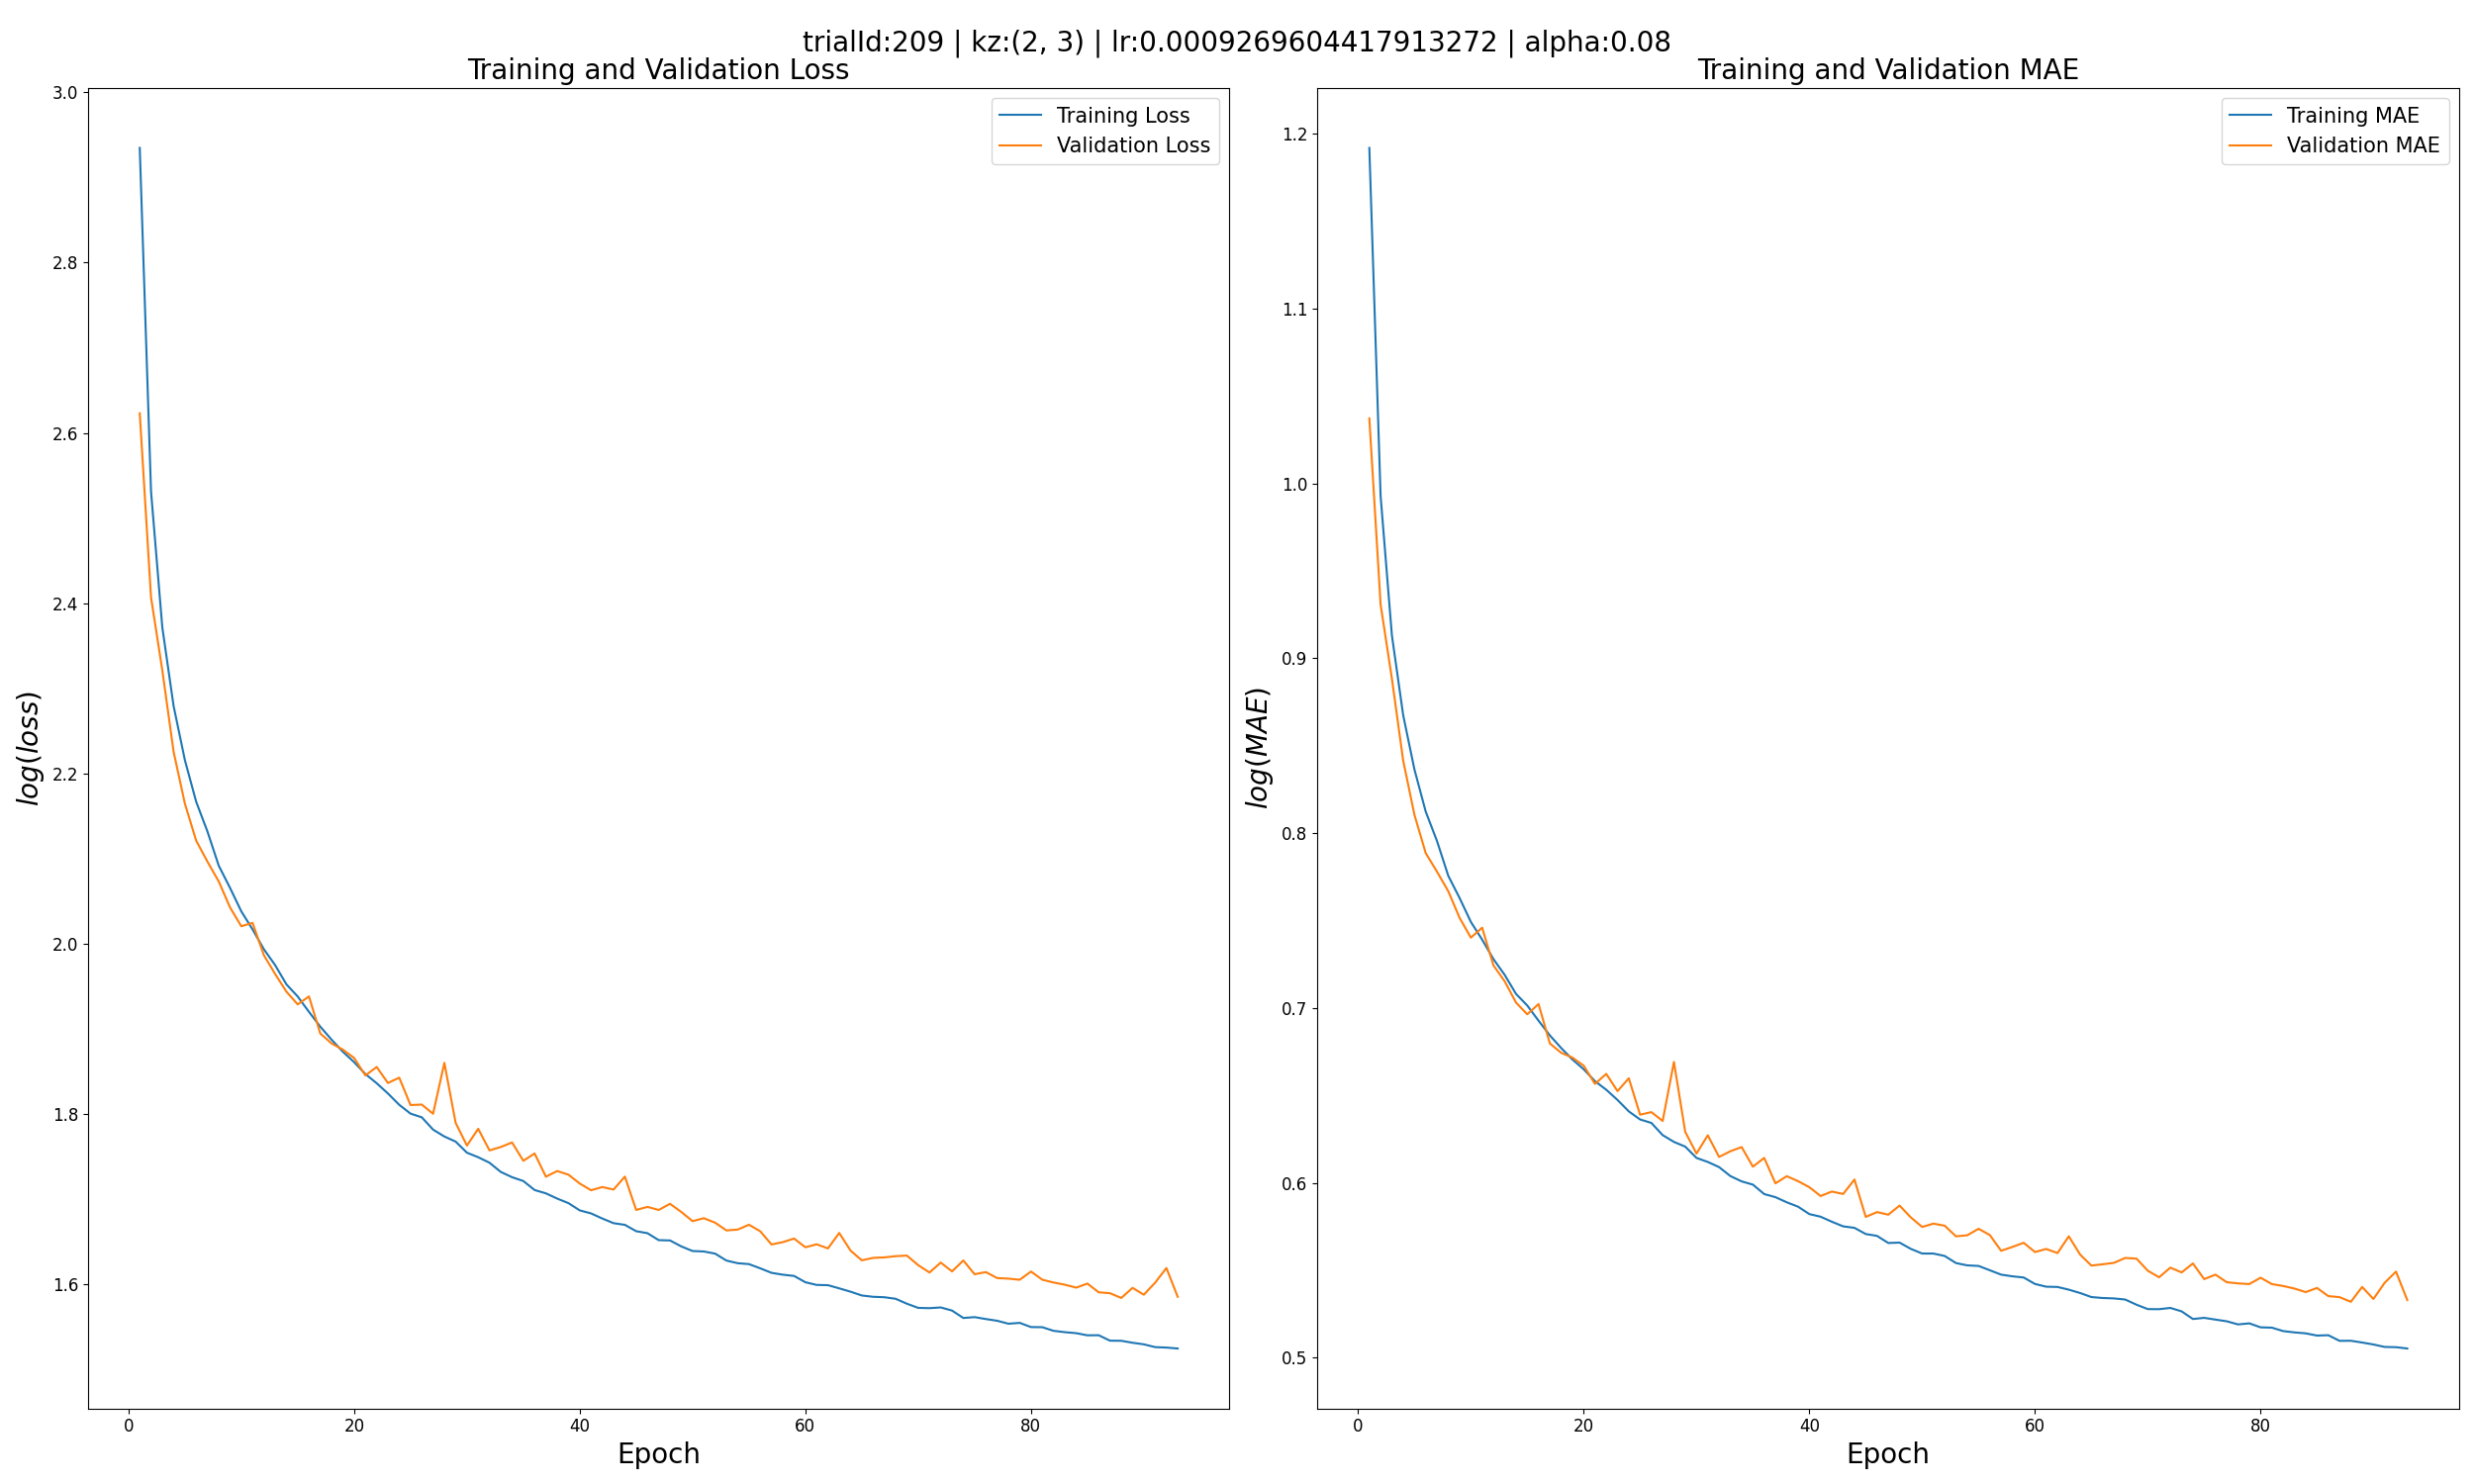 trialId:209 | kz:(2, 3) | lr:0.0009269604417913272 | alpha:0.08
Training and Validation Loss
3.0
2.8
2.6
2.4
2.2
2.0
1.8
1.6
log(loss)
0
20
40
60
80
Epoch
Training Loss
Validation Loss
Training and Validation MAE
1.2
1.1
1.0
0.9
0.8
0.7
0.6
0.5
log(MAE)
0
20
40
60
80
Epoch
Training MAE
Validation MAE